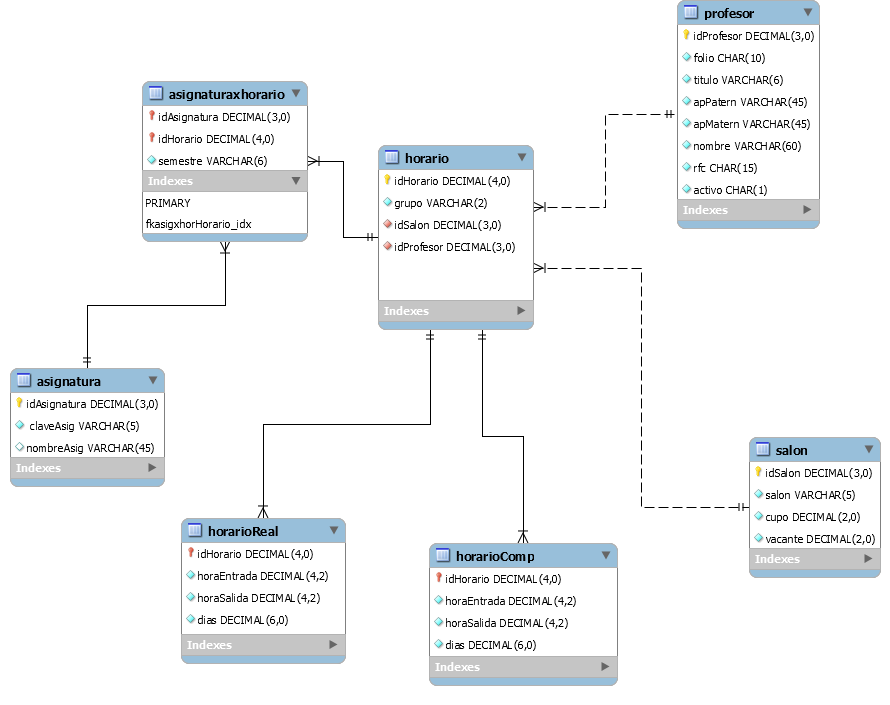 profesor
idProfesor DECIMAL(3,0)
folio CHAR(10)
titulo VARCHAR(6)
apPatern VARCHAR(45)
apMatern VARCHAR(45)
nombre VARCHAR(60)
rfc CHAR(15)
activo CHAR(1)
Indexes
asignaturaxhorario
idAsignatura DECIMAL(3,0)
idHorario DECIMAL(4,0)
semestre VARCHAR(6)
Indexes
PRIMARY
fkasigxhorHorario_idx
horario
idHorario DECIMAL(4,0)
grupo VARCHAR(2)
idSalon DECIMAL(3,0)
idProfesor DECIMAL(3,0)
Indexes
asignatura
idAsignatura DECIMAL(3,0)
claveAsig VARCHAR(5)
nombreAsig VARCHAR(45)
Indexes
salon
idSalon DECIMAL(3,0)
salon VARCHAR(5)
cupo DECIMAL(2,0)
vacante DECIMAL(2,0)
Indexes
horarioReal
idHorario DECIMAL(4,0)
horaEntrada DECIMAL(4,2)
horaSalida DECIMAL(4,2)
dias DECIMAL(6,0)
Indexes
horarioComp
idHorario DECIMAL(4,0)
horaEntrada DECIMAL(4,2)
horaSalida DECIMAL(4,2)
dias DECIMAL(6,0)
Indexes